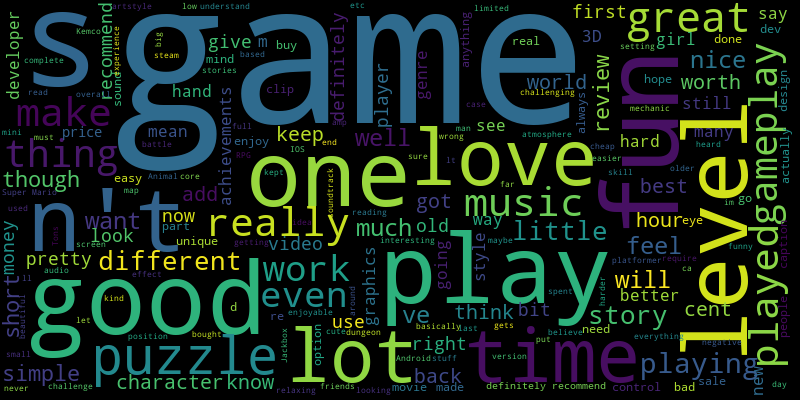 s
game
n't
good
play
one
love
level
fun
lot
time
great
thing
puzzle
music
really
work
make
played
gameplay
even
different
little
story
playing
well
feel
want
though
simple
short
character
know
much
keep
will
nice
world
review
video
pretty
look
add
now
think
right
back
best
hour
better
worth
first
give
hand
mean
price
money
developer
recommend
definitely
achievements
player
genre
graphics
style
going
got
old
way
see
hard
still
many
girl
3D
say
dev
new
cent
bit
ve
use
option
m
mind
buy
enjoy
easy
unique
part
clip
sound
experience
artstyle
low
understand
stories
based
steam
big
etc
limited
real
anything
always
setting
done
hope
mechanic
design
actually
heard
older
skill
easier
cheap
challenging
atmosphere
man
wrong
case
amp
full
end
IOS
kept
RPG
battle
must
mini
Kemco
complete
read
overall
Animal
core
map
Super Mario
used
screen
audio
ll
beautiful
effect
kind
let
position
bought
small
never
challenge
relaxing
friends
looking
Jackbox
re
d
cute
dungeon
enjoyable
around
getting
soundtrack
reading
interesting
maybe
far
sure
lt
basically
last
gets
Android
stuff
version
put
believe
need
spent
harder
platformer
require
im
go
eye
ca
funny
everything
negative
people
caption
sale
bad
control
day
movie
made
definitely recommend